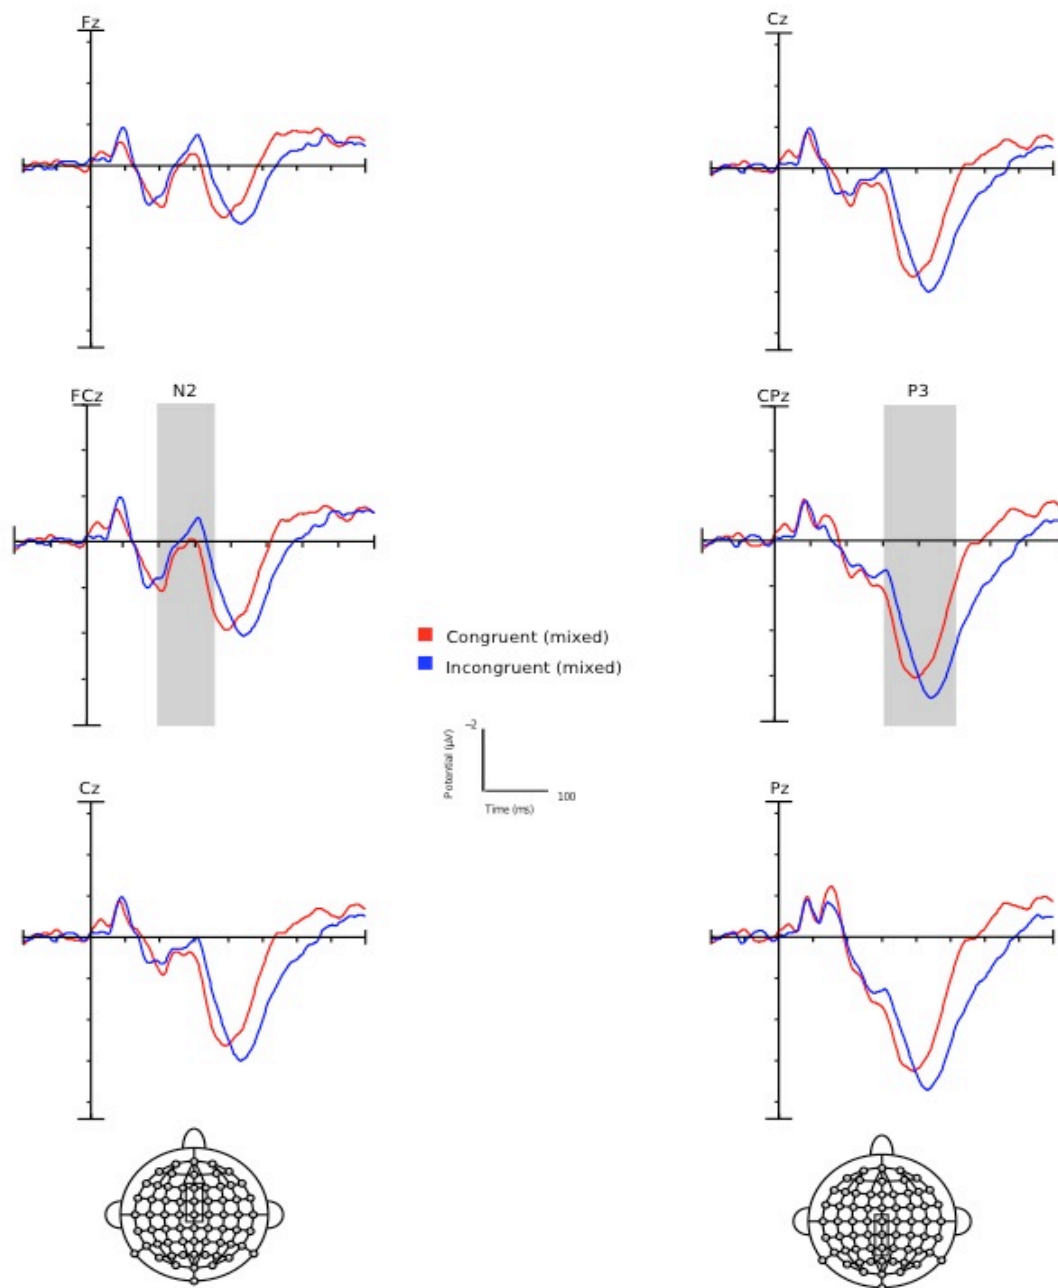 Fz
Cz
FCz
N2
CPz
P3
Congruent (mixed)
Incongruent (mixed)
−2
Potential (μV)
Time (ms)
100
Cz
Pz